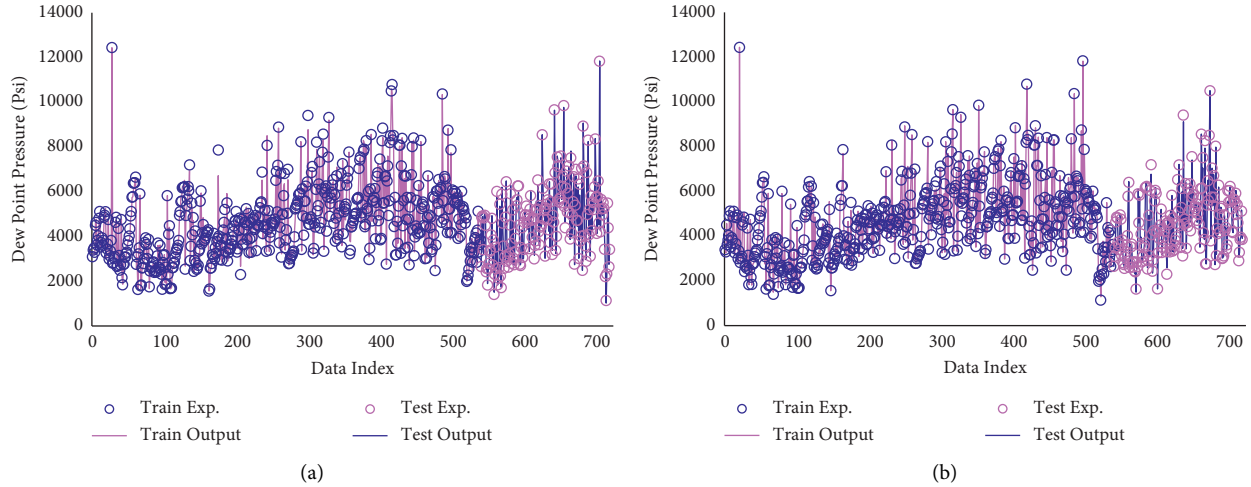 14000
12000
10000
8000
6000
4000
2000
0
Dew Point Pressure (Psi)
0 100 200 300 400 500 600 700
Data Index
Train Exp.
Test Exp.
Train Output
Test Output
(a)
14000
12000
10000
8000
6000
4000
2000
0
Dew Point Pressure (Psi)
0 100 200 300 400 500 600 700
Data Index
Train Exp.
Test Exp.
Train Output
Test Output
(b)